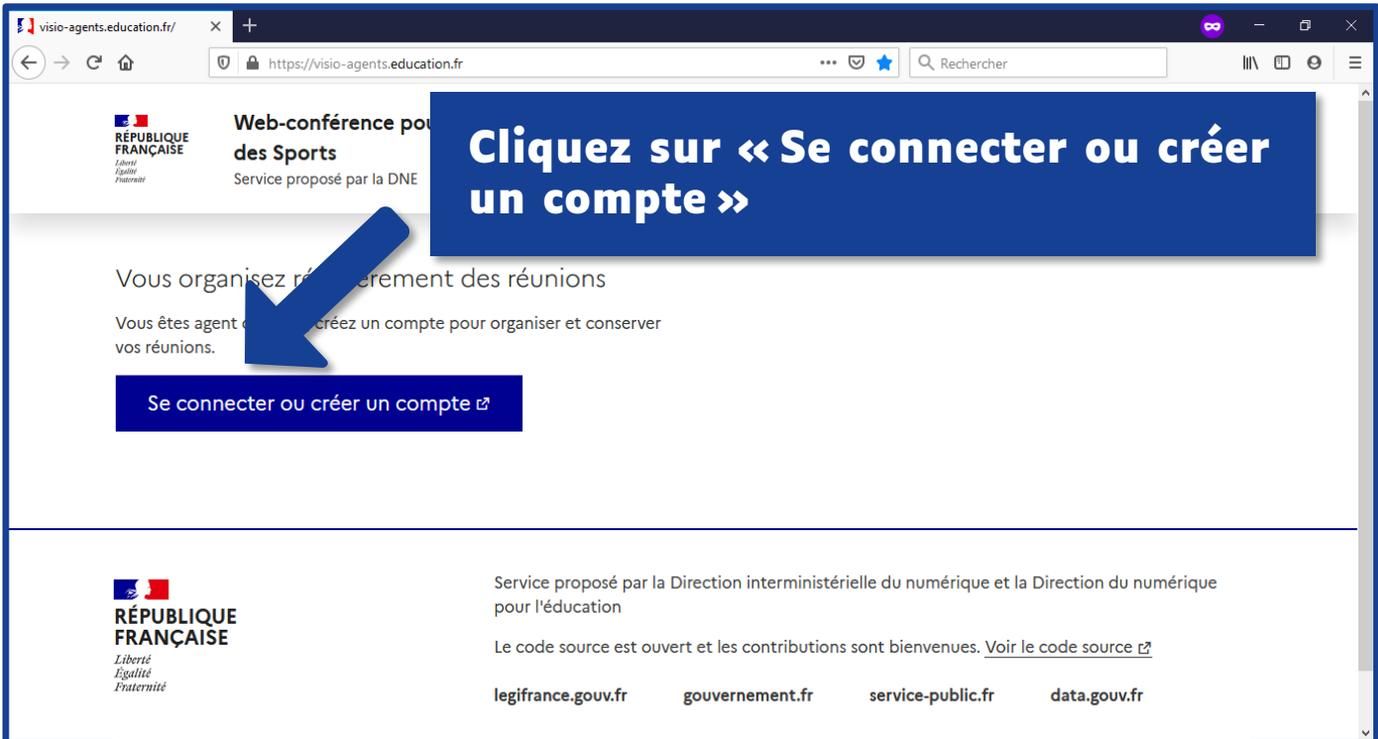 visio-agents.education.fr/
https://visio-agents.education.fr
Rechercher
RÉPUBLIQUE
FRANÇAISE
Liberté
Égalité
Fraternité
Web-conférence
des Sports
Service proposé par la DNE
Cliquez sur « Se connecter ou créer
un compte »
Vous organisez des réunions
Vous êtes agent créez un compte pour organiser et conserver
vos réunions.
Se connecter ou créer un compte
RÉPUBLIQUE
FRANÇAISE
Liberté
Égalité
Fraternité
Service proposé par la Direction interministérielle du numérique et la Direction du numérique
pour l'éducation
Le code source est ouvert et les contributions sont bienvenues. Voir le code source
legifrance.gouv.fr gouvernement.fr service-public.fr data.gouv.fr